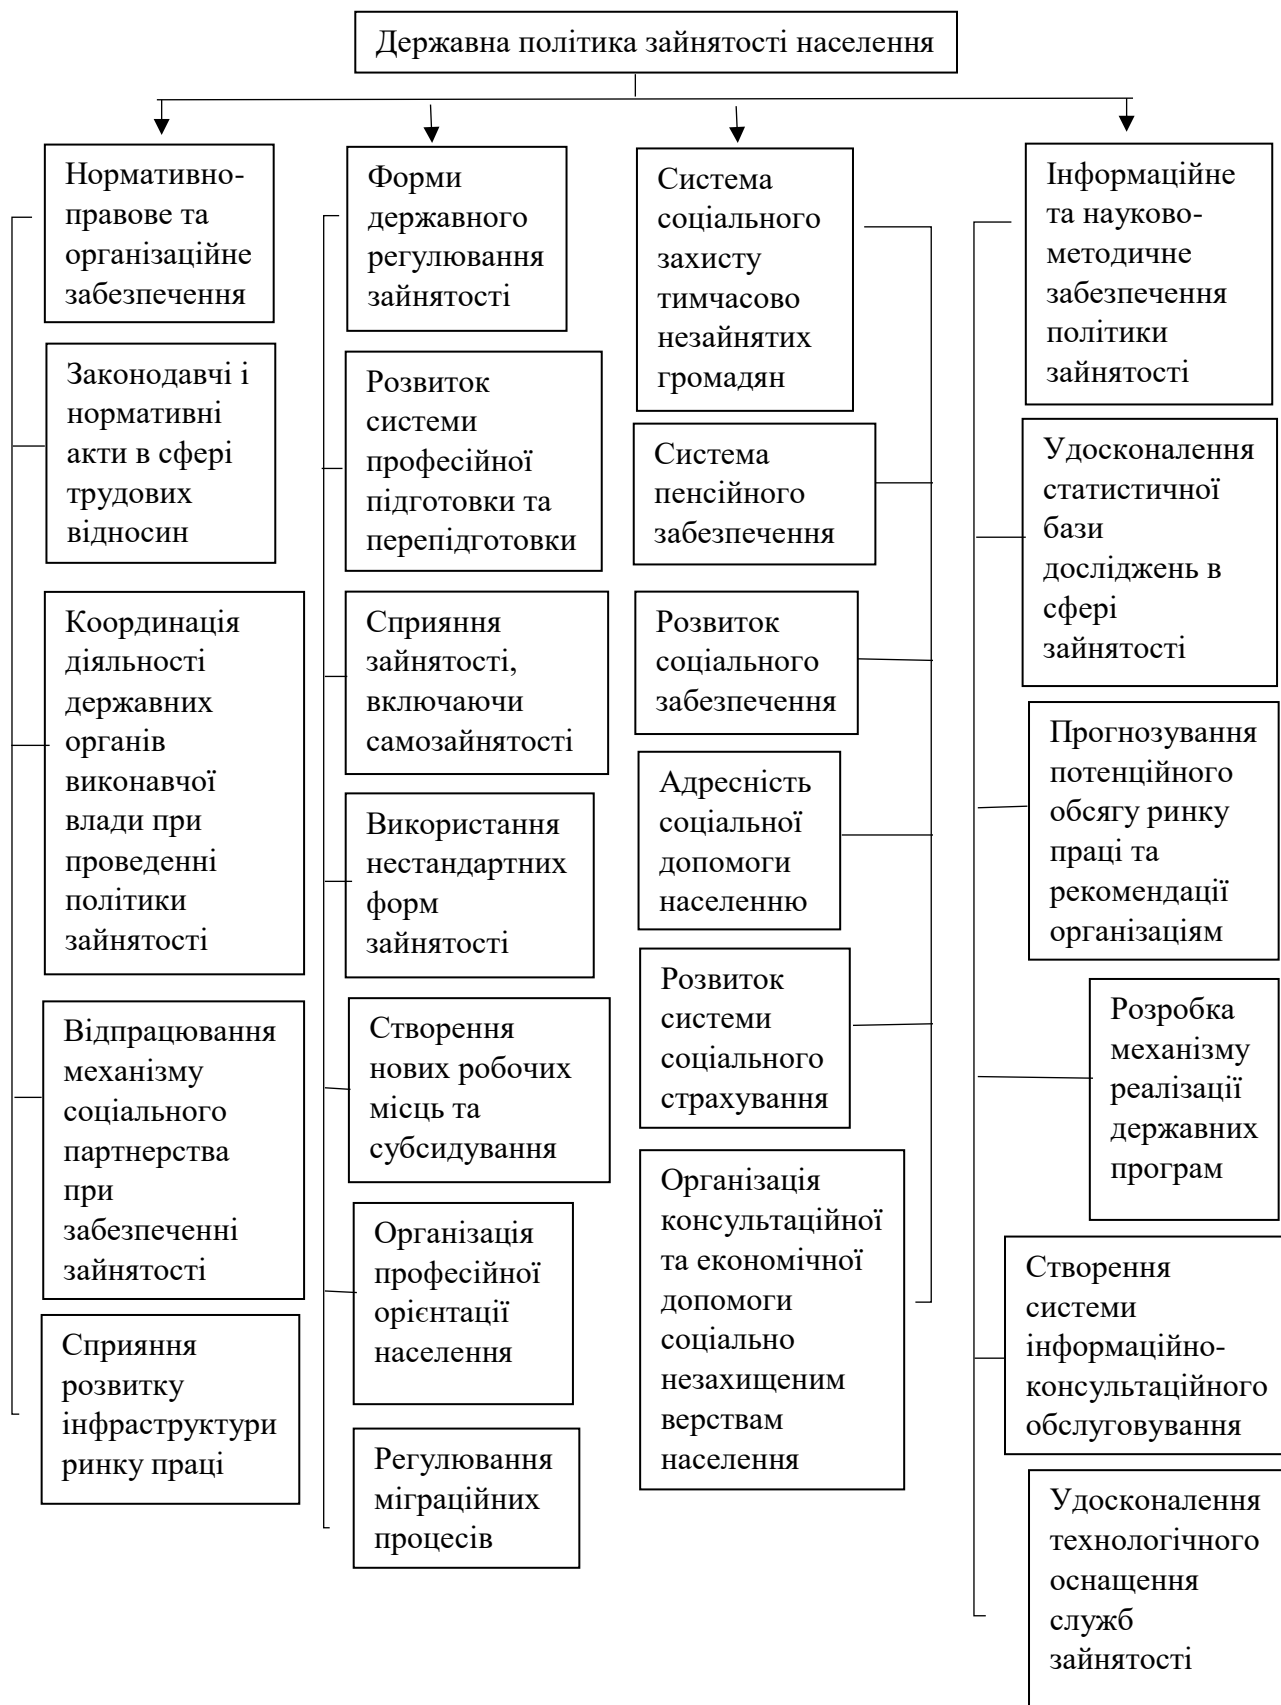 Державна політика зайнятості населення
Нормативно-
правове та
організаційне
забезпечення
Законодавчі і
нормативні
акти в сфері
трудових
відносин
Координація
діяльності
державних
органів
виконавчої
влади при
проведенні
політики
зайнятості
Відпрацювання
механізму
соціального
партнерства
при
забезпеченні
зайнятості
Сприяння
розвитку
інфраструктури
ринку праці
Форми
державного
регулювання
зайнятості
Розвиток
системи
професійної
підготовки та
перепідготовки
Сприяння
зайнятості,
включаючи
самозайнятості
Використання
нестандартних
форм
зайнятості
Створення
нових робочих
місць та
субсидування
Організація
професійної
орієнтації
населення
Регулювання
міграційних
процесів
Система
соціального
захисту
тимчасово
незайнятих
громадян
Система
пенсійного
забезпечення
Розвиток
соціального
забезпечення
Адресність
соціальної
допомоги
населенню
Розвиток
системи
соціального
страхування
Організація
консультаційної
та економічної
допомоги
соціально
незахищеним
верствам
населення
Інформаційне
та науково-
методичне
забезпечення
політики
зайнятості
Удосконалення
статистичної
бази
досліджень в
сфері
зайнятості
Прогнозування
потенційного
обсягу ринку
праці та
рекомендації
організаціям
Розробка
механізму
реалізації
державних
програм
Створення
системи
інформаційно-
консультаційного
обслуговування
Удосконалення
технологічного
оснащення
служб
зайнятості